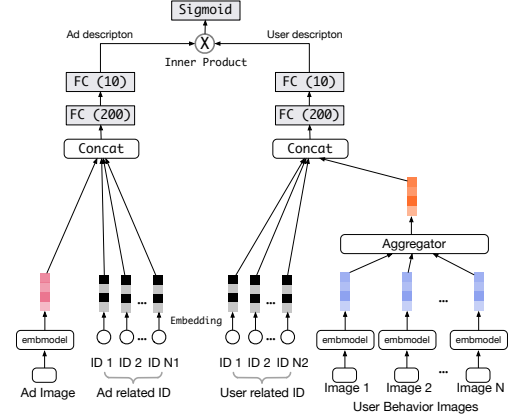 Sigmoid
Ad descripton
User descripton
X
Inner Product
FC (10)
FC (10)
FC (200)
FC (200)
Concat
Concat
Aggregator
...
...
...
Embedding
embmodel
... 
...
embmodel
embmodel
embmodel
ID 1 ID 2 ID N1
ID 1 ID 2 ID N2
...
Ad Image
Image 1 Image 2 Image N
Ad related ID
User related ID
User Behavior Images